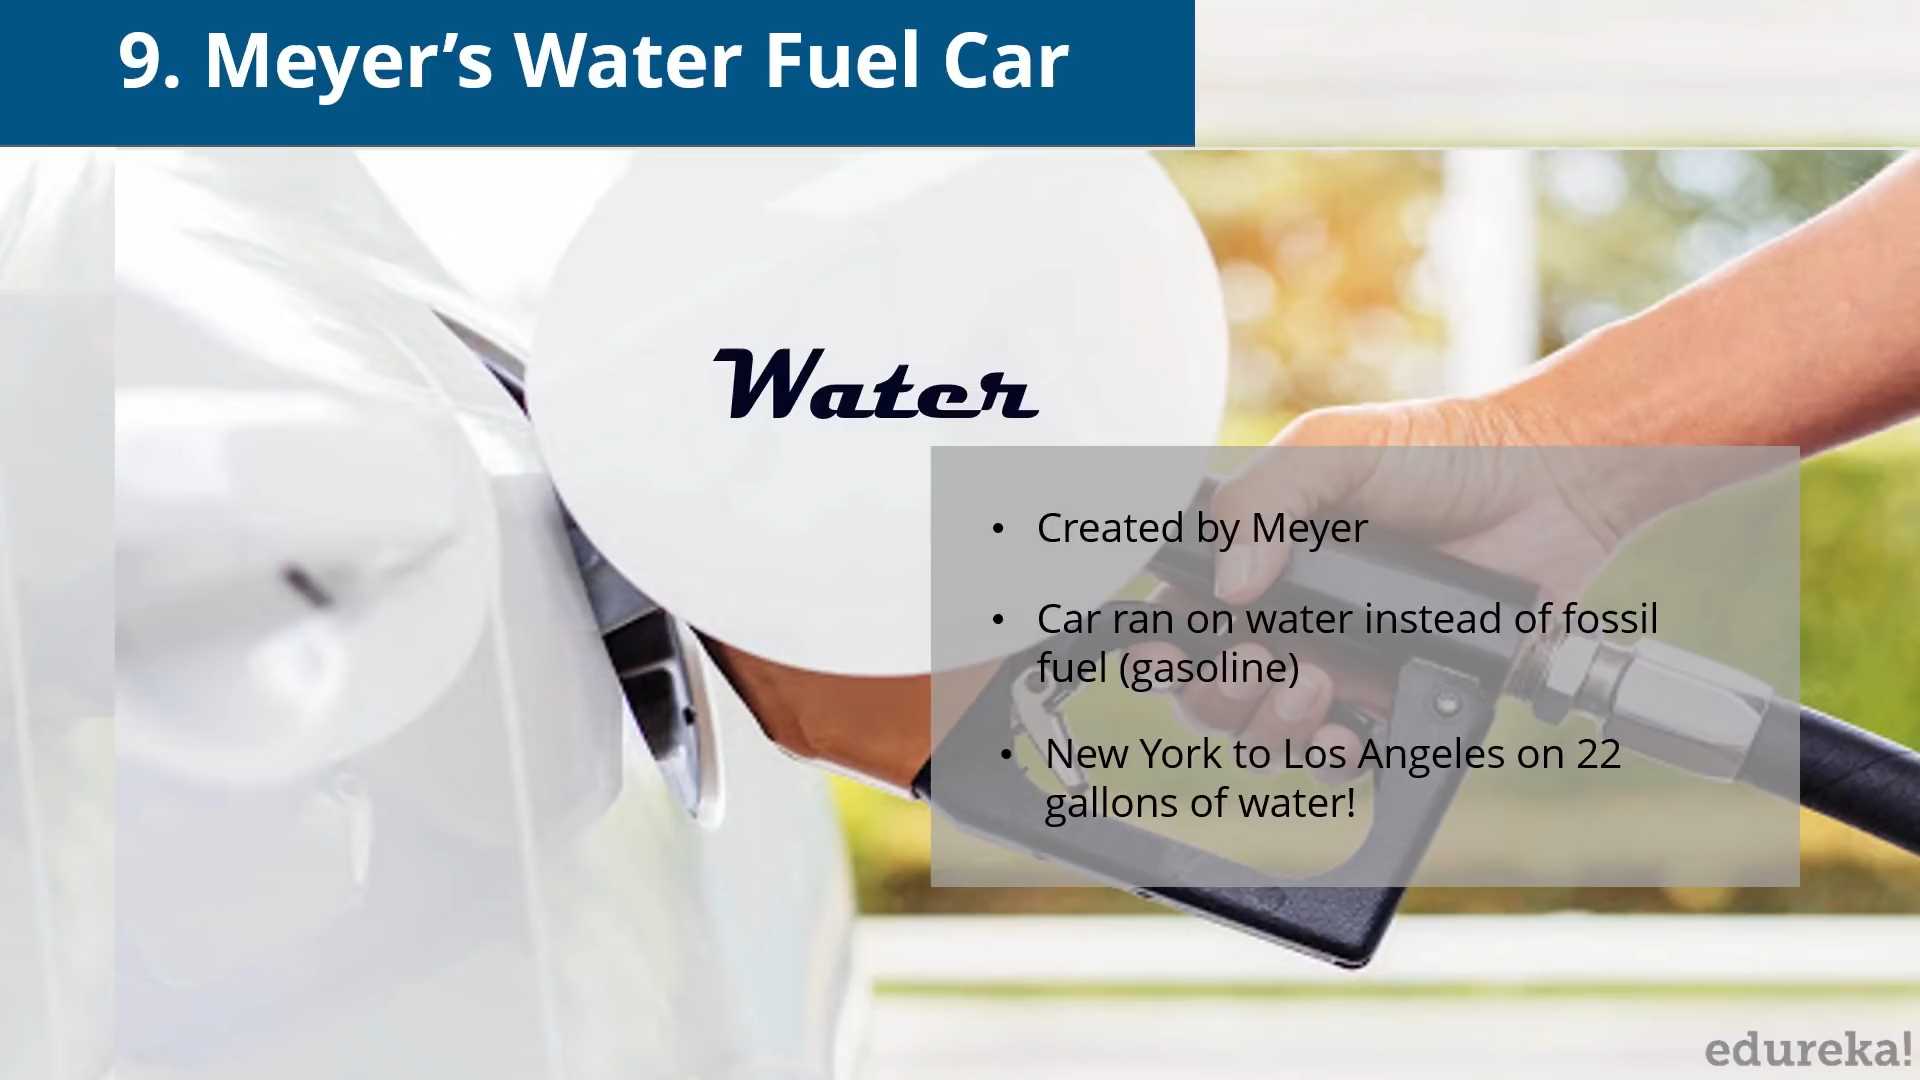 9. Meyer’s Water Fuel Car
Water
• Created by Meyer
• Car ran on water instead of fossil
fuel (gasoline)
• New York to Los Angeles on 22
gallons of water!
edureka!